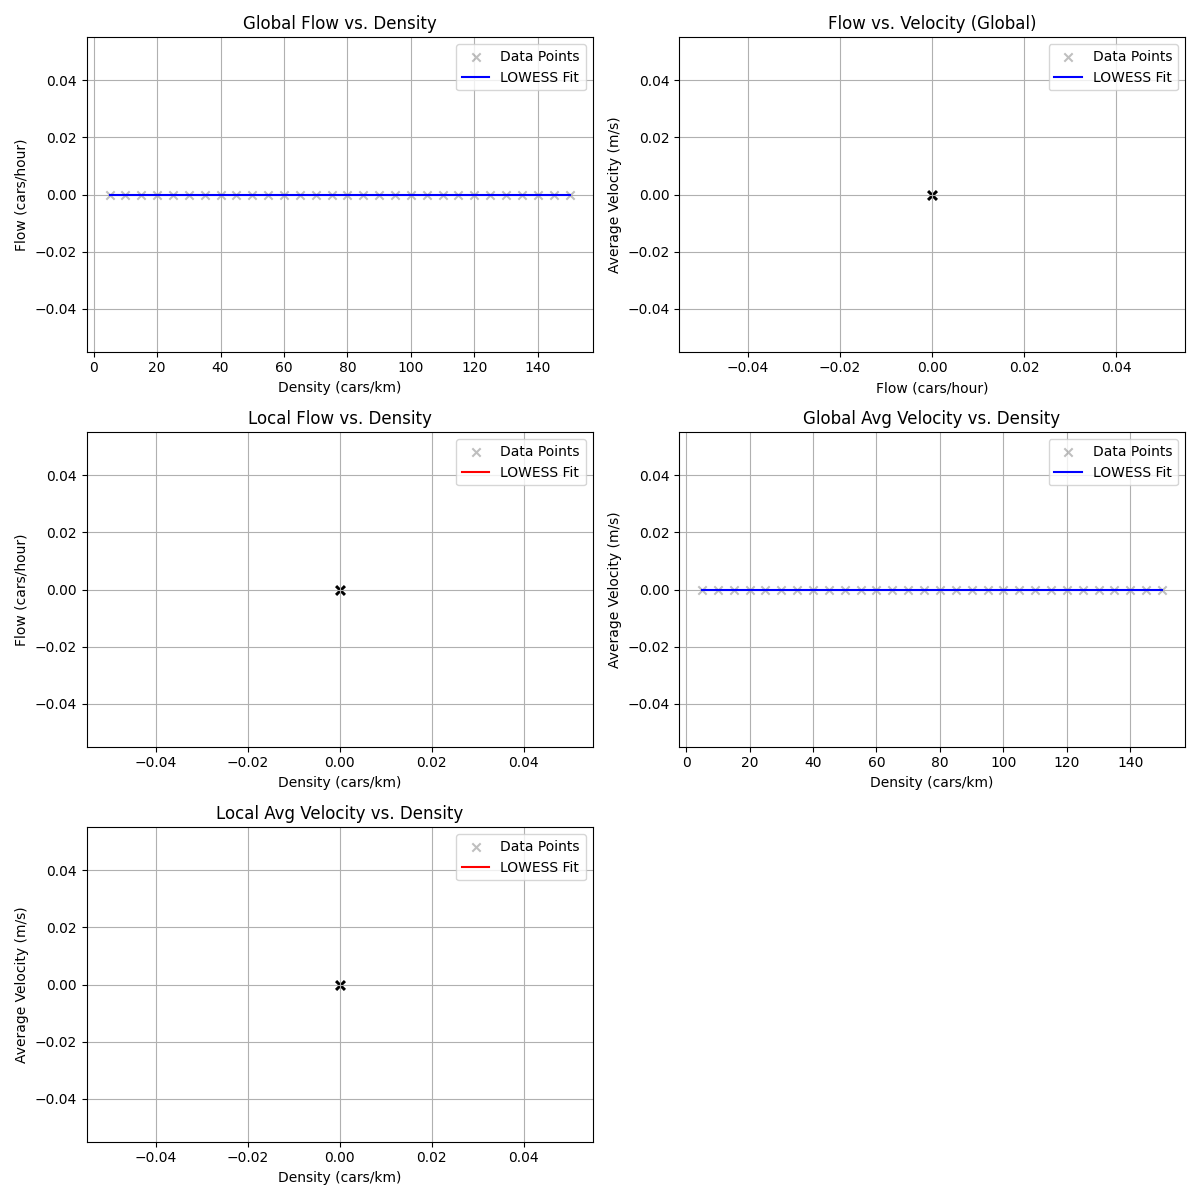 Global Flow vs. Density
Data Points
LOWESS Fit
0.04
0.02
0.00
−0.02
−0.04
Flow (cars/hour)
0 20 40 60 80 100 120 140
Density (cars/km)
Flow vs. Velocity (Global)
Data Points
LOWESS Fit
0.04
0.02
0.00
−0.02
−0.04
Average Velocity (m/s)
−0.04 −0.02 0.00 0.02 0.04
Flow (cars/hour)
Local Flow vs. Density
Data Points
LOWESS Fit
0.04
0.02
0.00
−0.02
−0.04
Flow (cars/hour)
−0.04 −0.02 0.00 0.02 0.04
Density (cars/km)
Global Avg Velocity vs. Density
Data Points
LOWESS Fit
0.04
0.02
0.00
−0.02
−0.04
Average Velocity (m/s)
0 20 40 60 80 100 120 140
Density (cars/km)
Local Avg Velocity vs. Density
Data Points
LOWESS Fit
0.04
0.02
0.00
−0.02
−0.04
Average Velocity (m/s)
−0.04 −0.02 0.00 0.02 0.04
Density (cars/km)